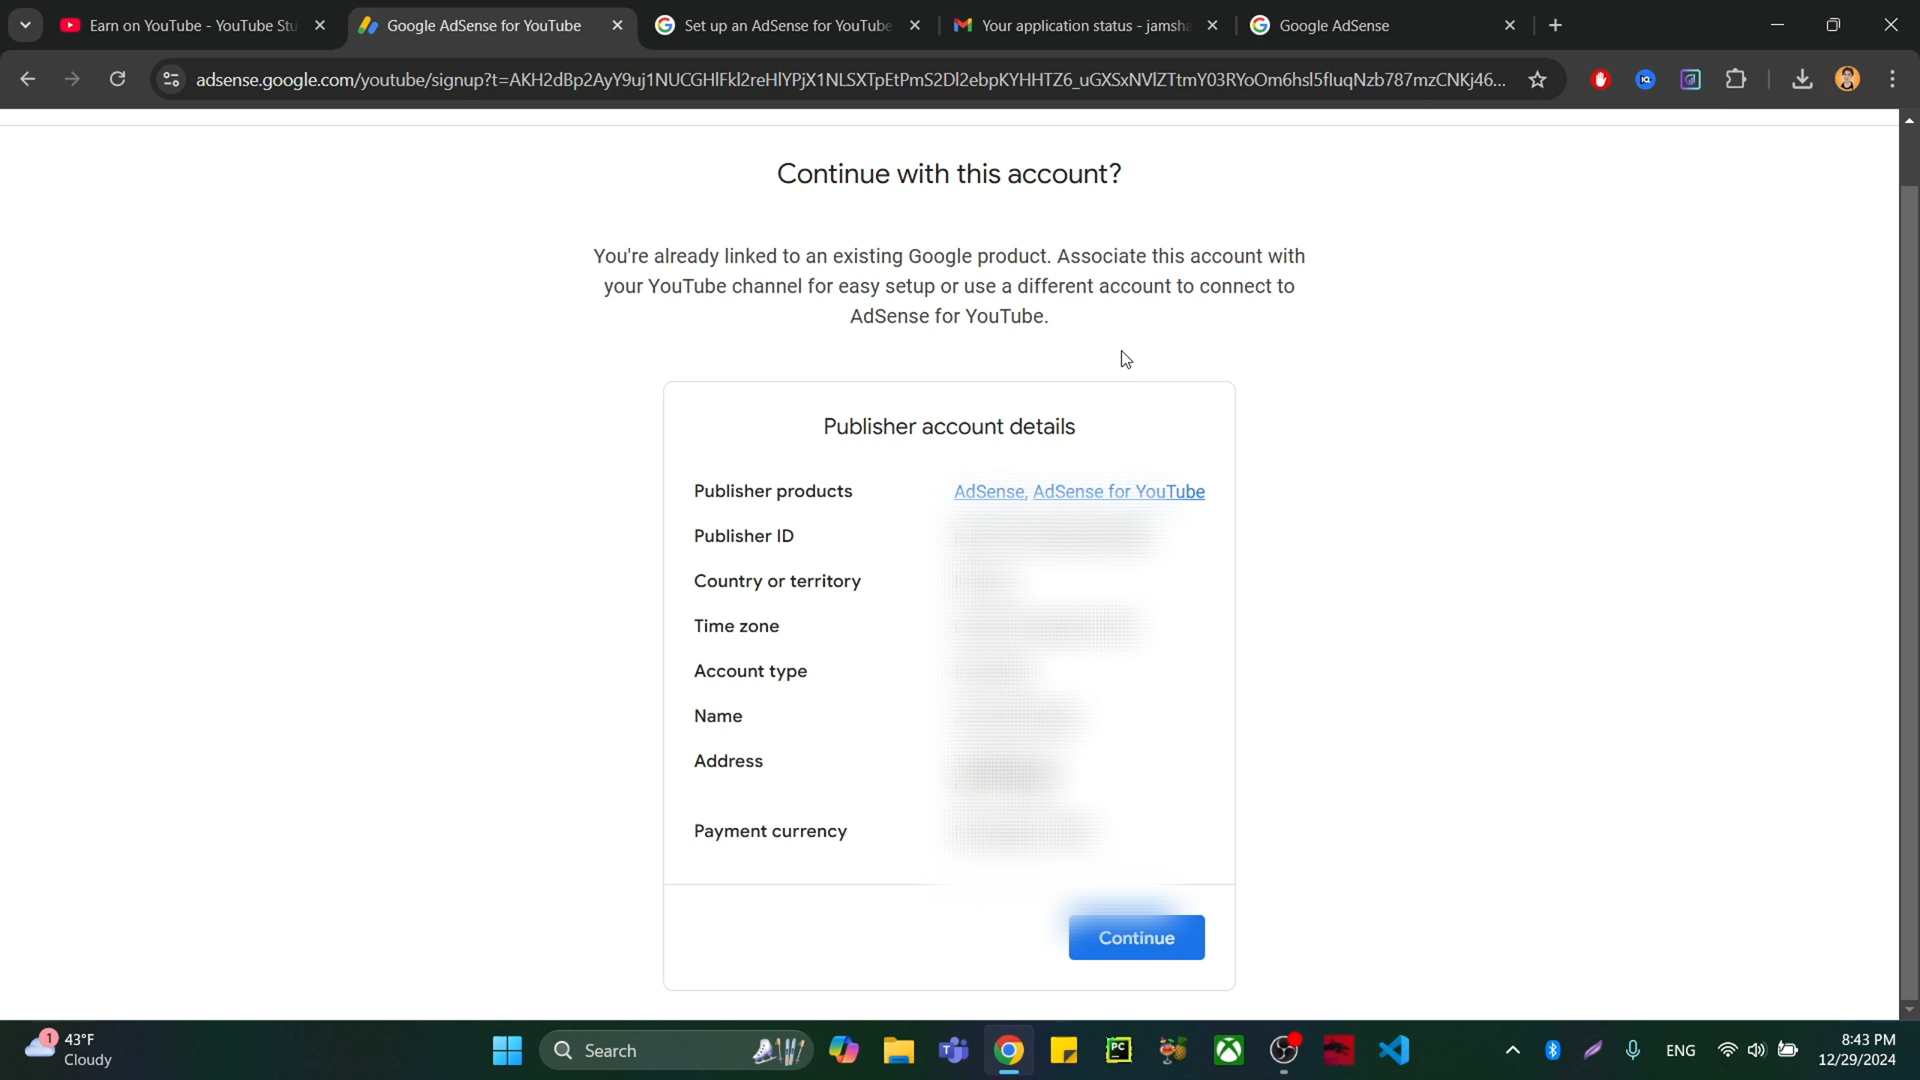 Earn on YouTube - YouTube Stu
Google AdSense for YouTube
Set up an AdSense for YouTube
Your application status - jamsha
Google AdSense
adsense.google.com/youtube/signup?t=AKH2dBp2AyY9uj1NUCGHlFkl2reHlYPjX1NLSXTpEtPmS2Dl2ebpKYHHTZ6_uGXSxNVlZTtmY03RYoOm6hsl5fluqNzb787mzCNKj46...
Continue with this account?
You're already linked to an existing Google product. Associate this account with
your YouTube channel for easy setup or use a different account to connect to
AdSense for YouTube.
Publisher account details
Publisher products AdSense, AdSense for YouTube
Publisher ID
Country or territory
Time zone
Account type
Name
Address
Payment currency
Continue
1
43°F
Cloudy
Search
PC
ENG
8:43 PM
12/29/2024